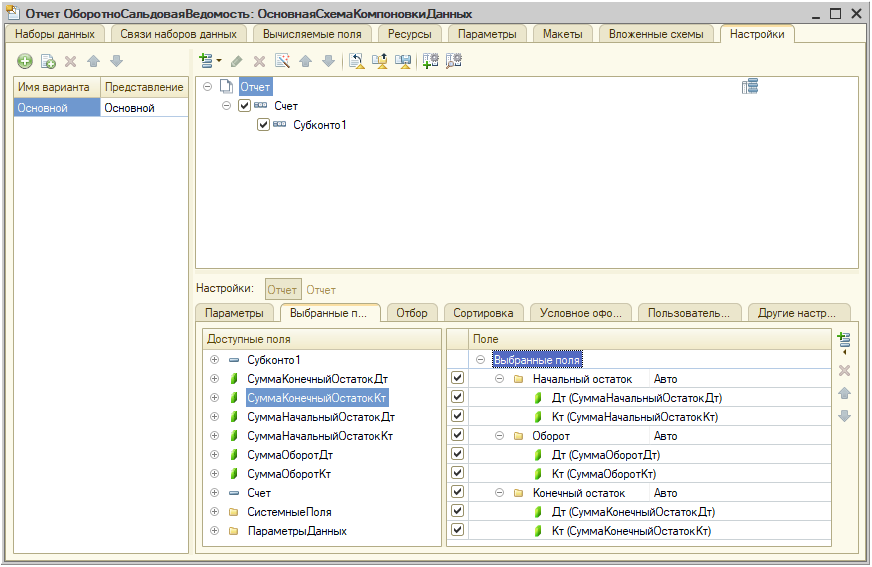 Отчет ОборотноСальдоваяВедомость: ОсновнаяСхемаКомпоновкиДанных
Наборы данных Связи наборов данных Вычисляемые поля Ресурсы Параметры Макеты Вложенные схемы Настройки
Имя варианта Представление
Основной Основной
Отчет
Счет
Субконто1
Настройки: Отчет Отчет
Параметры Выбранные п... Отбор Сортировка Условное офо... Пользователь... Другие настр...
Доступные поля
Субконто1
СуммаКонечныйОстатокДт
СуммаКонечныйОстатокКт
СуммаНачальныйОстатокДт
СуммаНачальныйОстатокКт
СуммаОборотДт
СуммаОборотКт
Счет
СистемныеПоля
ПараметрыДанных
Поле
Выбранные поля
Начальный остаток Авто
Дт (СуммаНачальныйОстатокДт)
Кт (СуммаНачальныйОстатокКт)
Оборот Авто
Дт (СуммаОборотДт)
Кт (СуммаОборотКт)
Конечный остаток Авто
Дт (СуммаКонечныйОстатокДт)
Кт (СуммаКонечныйОстатокКт)